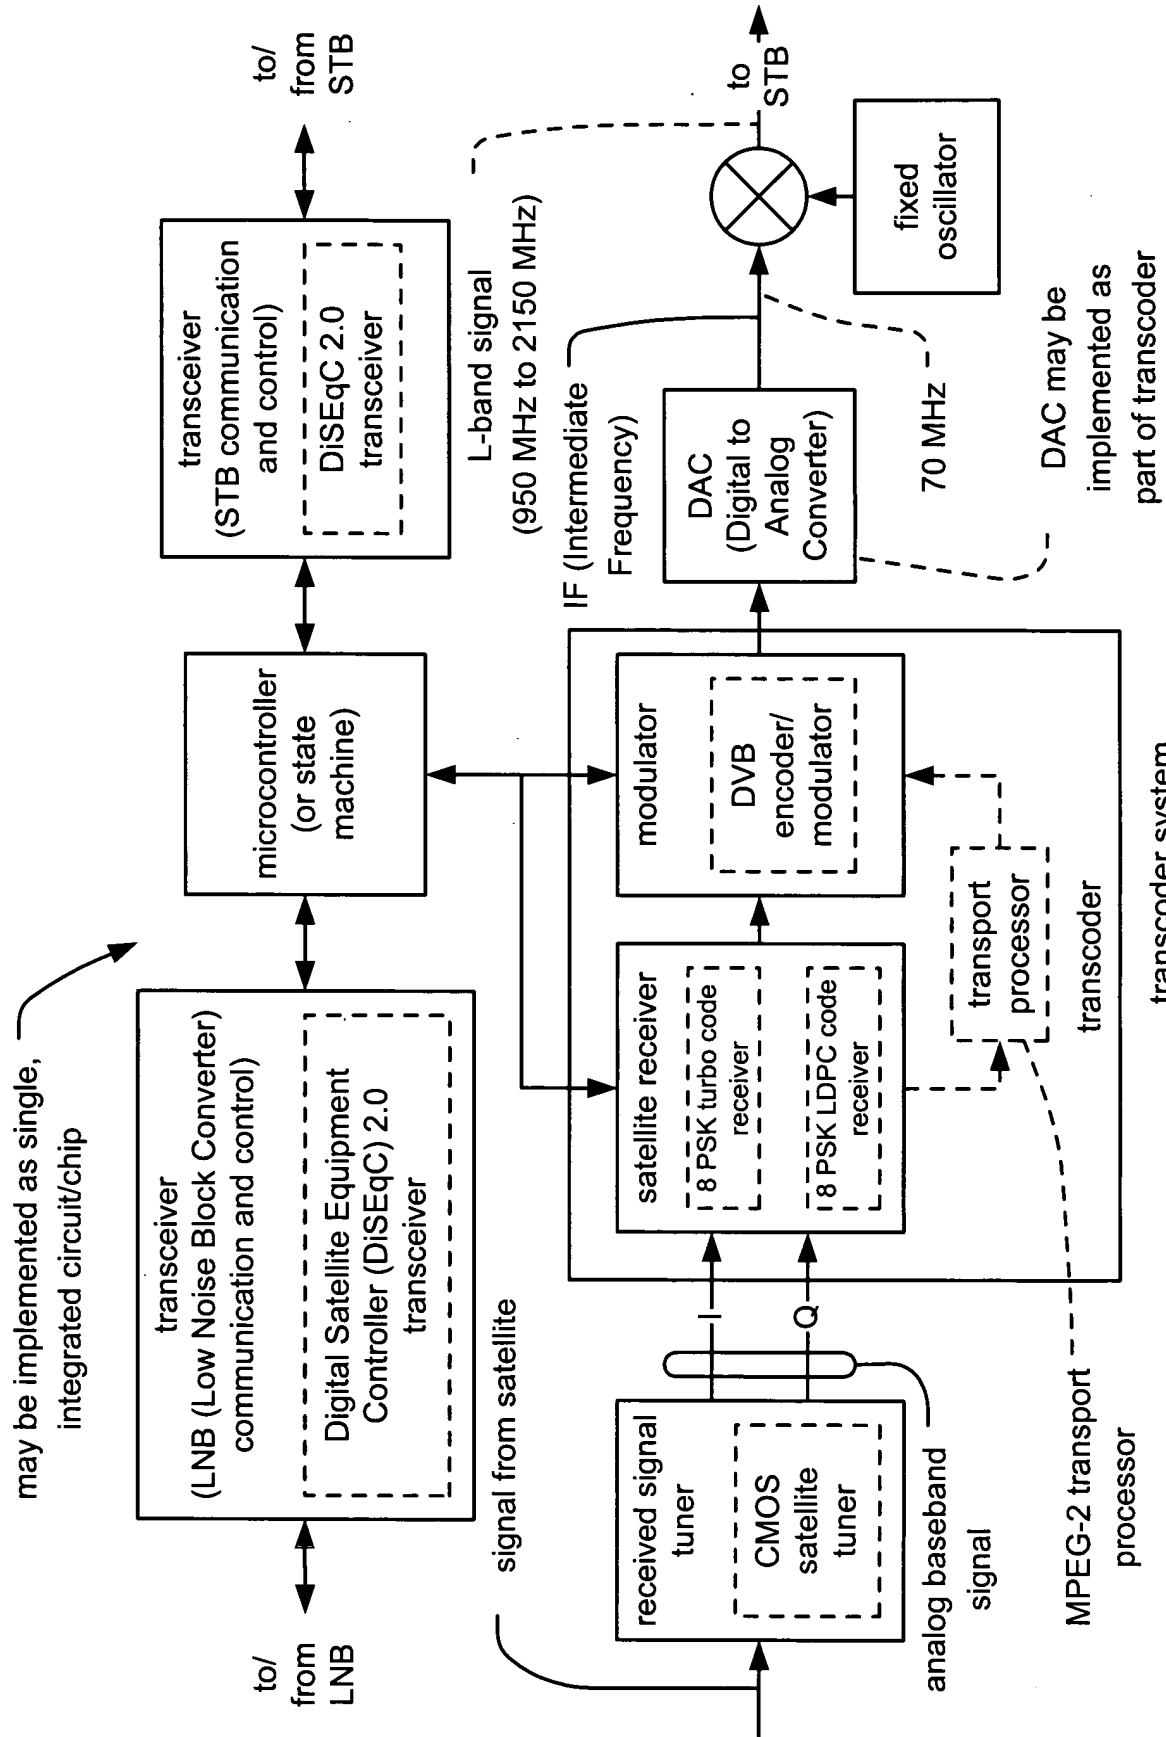 may be implemented as single,
integrated circuit/chip
to/
from
LNB
transceiver
(LNB (Low Noise Block Converter)
communication and control)
Digital Satellite Equipment
Controller (DiSEqC) 2.0
transceiver
microcontroller
(or state
machine)
transceiver
(STB communication
and control)
DiSEqC 2.0
transceiver
to/
from
STB
signal from satellite
received signal
tuner
CMOS
satellite
tuner
I
Q
analog baseband
signal
satellite receiver
8 PSK turbo code
receiver
8 PSK LDPC code
receiver
modulator
DVB
encoder/
modulator
transport
processor
transcoder
MPEG-2 transport
processor
IF (Intermediate
Frequency)
DAC
(Digital to
Analog
Converter)
L-band signal
(950 MHz to 2150 MHz)
70 MHz
fixed
oscillator
to
STB
DAC may be
implemented as
part of transcoder
transcoder system